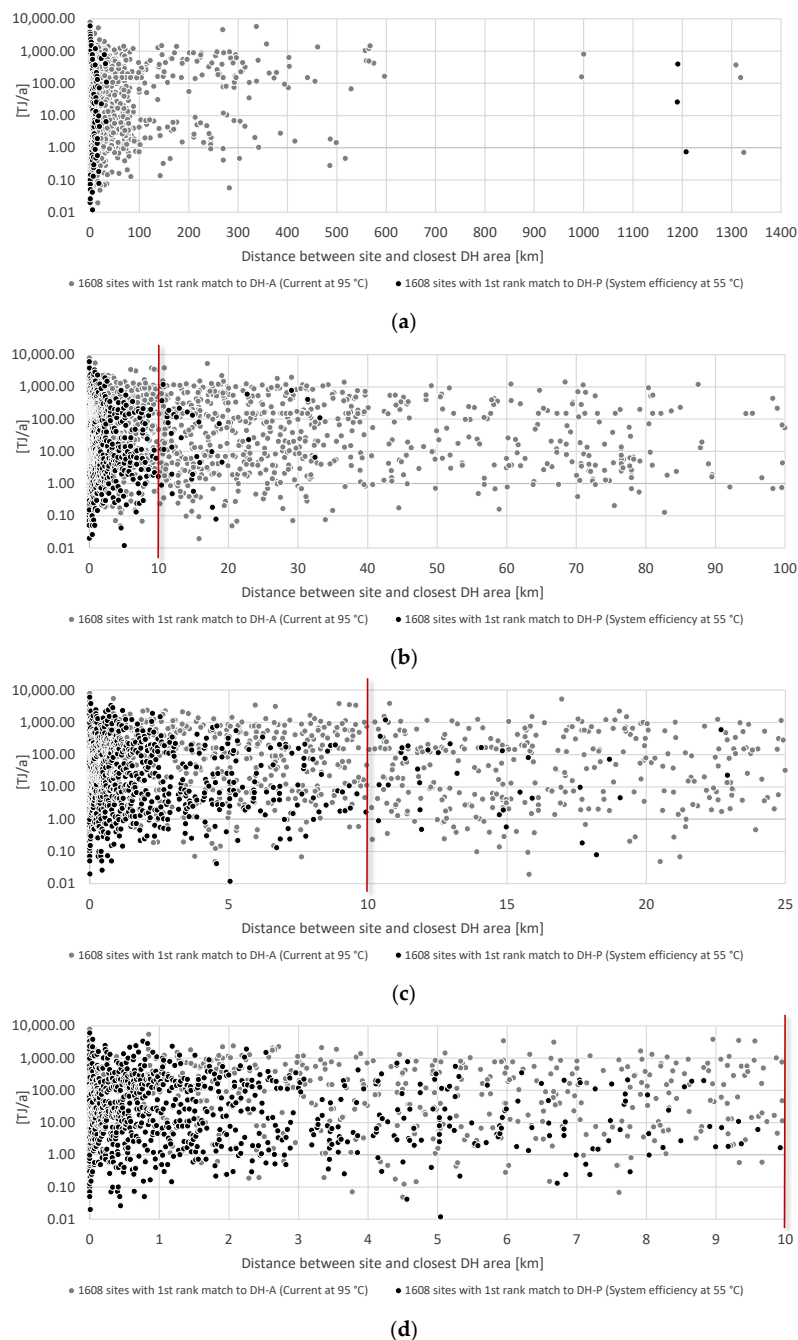 10,000.00
1,000.00
100.00
10.00
1.00
0.10
0.01
[TJ/a]
0 100 200 300 400 500 600 700 800 900 1000 1100 1200 1300 1400
Distance between site and closest DH area [km]
1608 sites with 1st rank match to DH-A (Current at 95 °C) 1608 sites with 1st rank match to DH-P (System efficiency at 55 °C)
(a)
10,000.00
1,000.00
100.00
10.00
1.00
0.10
0.01
[TJ/a]
0 10 20 30 40 50 60 70 80 90 100
Distance between site and closest DH area [km]
1608 sites with 1st rank match to DH-A (Current at 95 °C) 1608 sites with 1st rank match to DH-P (System efficiency at 55 °C)
(b)
10,000.00
1,000.00
100.00
10.00
1.00
0.10
0.01
[TJ/a]
0 5 10 15 20 25
Distance between site and closest DH area [km]
1608 sites with 1st rank match to DH-A (Current at 95 °C) 1608 sites with 1st rank match to DH-P (System efficiency at 55 °C)
(c)
10,000.00
1,000.00
100.00
10.00
1.00
0.10
0.01
[TJ/a]
0 1 2 3 4 5 6 7 8 9 10
Distance between site and closest DH area [km]
1608 sites with 1st rank match to DH-A (Current at 95 °C) 1608 sites with 1st rank match to DH-P (System efficiency at 55 °C)
(d)